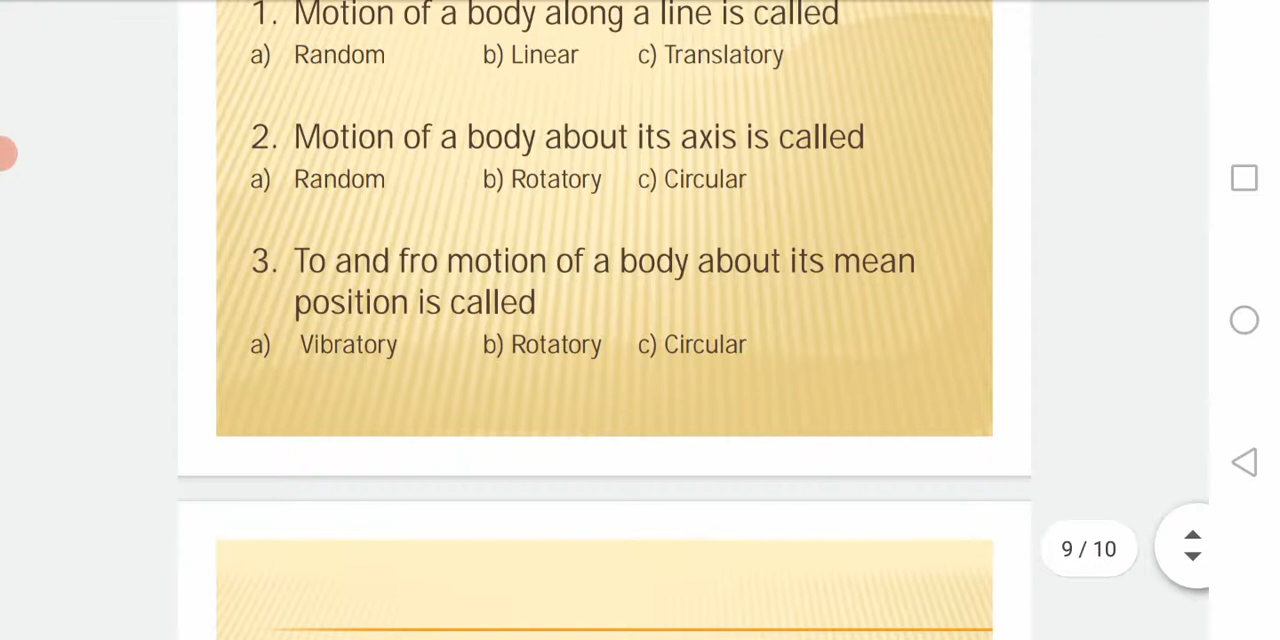 1. Motion of a body along a line is called
a) Random b) Linear c) Translatory
2. Motion of a body about its axis is called
a) Random b) Rotatory c) Circular
3. To and fro motion of a body about its mean
position is called
a) Vibratory b) Rotatory c) Circular
9 / 10